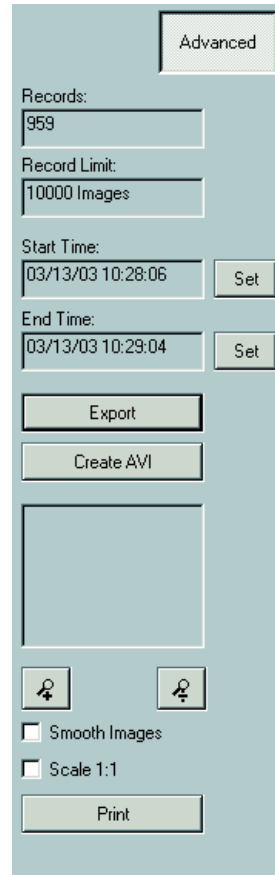 Advanced
Records:
959
Record Limit:
10000 Images
Start Time:
03/13/03 10:28:06 Set
End Time:
03/13/03 10:29:04 Set
Export
Create AVI
Smooth Images
Scale 1:1
Print